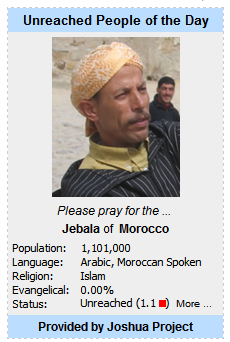 Unreached People of the Day
Please pray for the ...
Jebala of Morocco
Population: 1,101,000
Language: Arabic, Moroccan Spoken
Religion: Islam
Evangelical: 0.00%
Status: Unreached (1.1 ■) More ...
Provided by Joshua Project